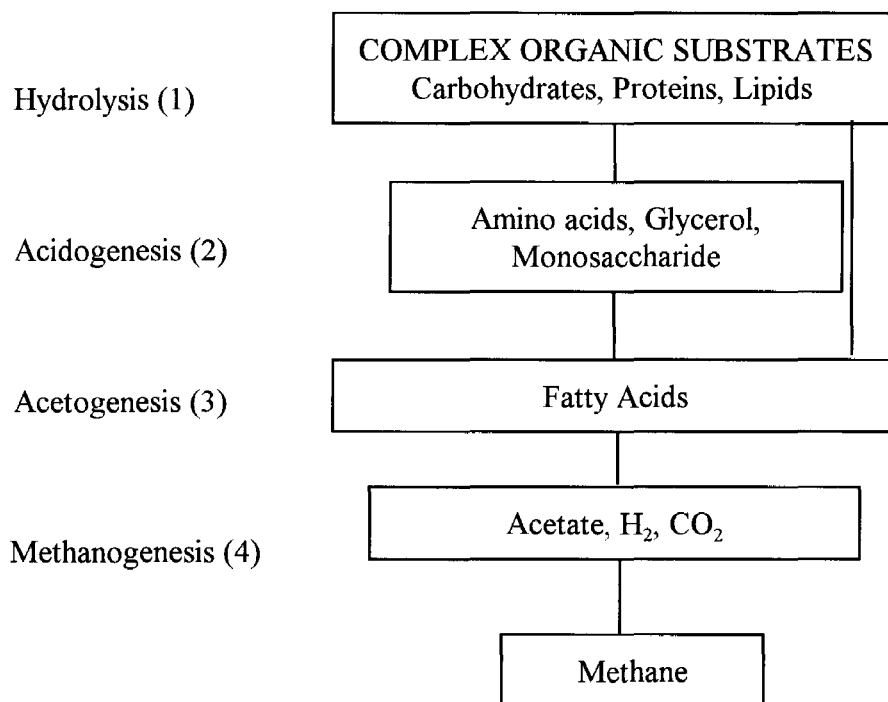 COMPLEX ORGANIC SUBSTRATES
Carbohydrates, Proteins, Lipids
Hydrolysis (1)
Amino acids, Glycerol,
Monosaccharide
Acidogenesis (2)
Fatty Acids
Acetogenesis (3)
Acetate, H₂, CO₂
Methanogenesis (4)
Methane